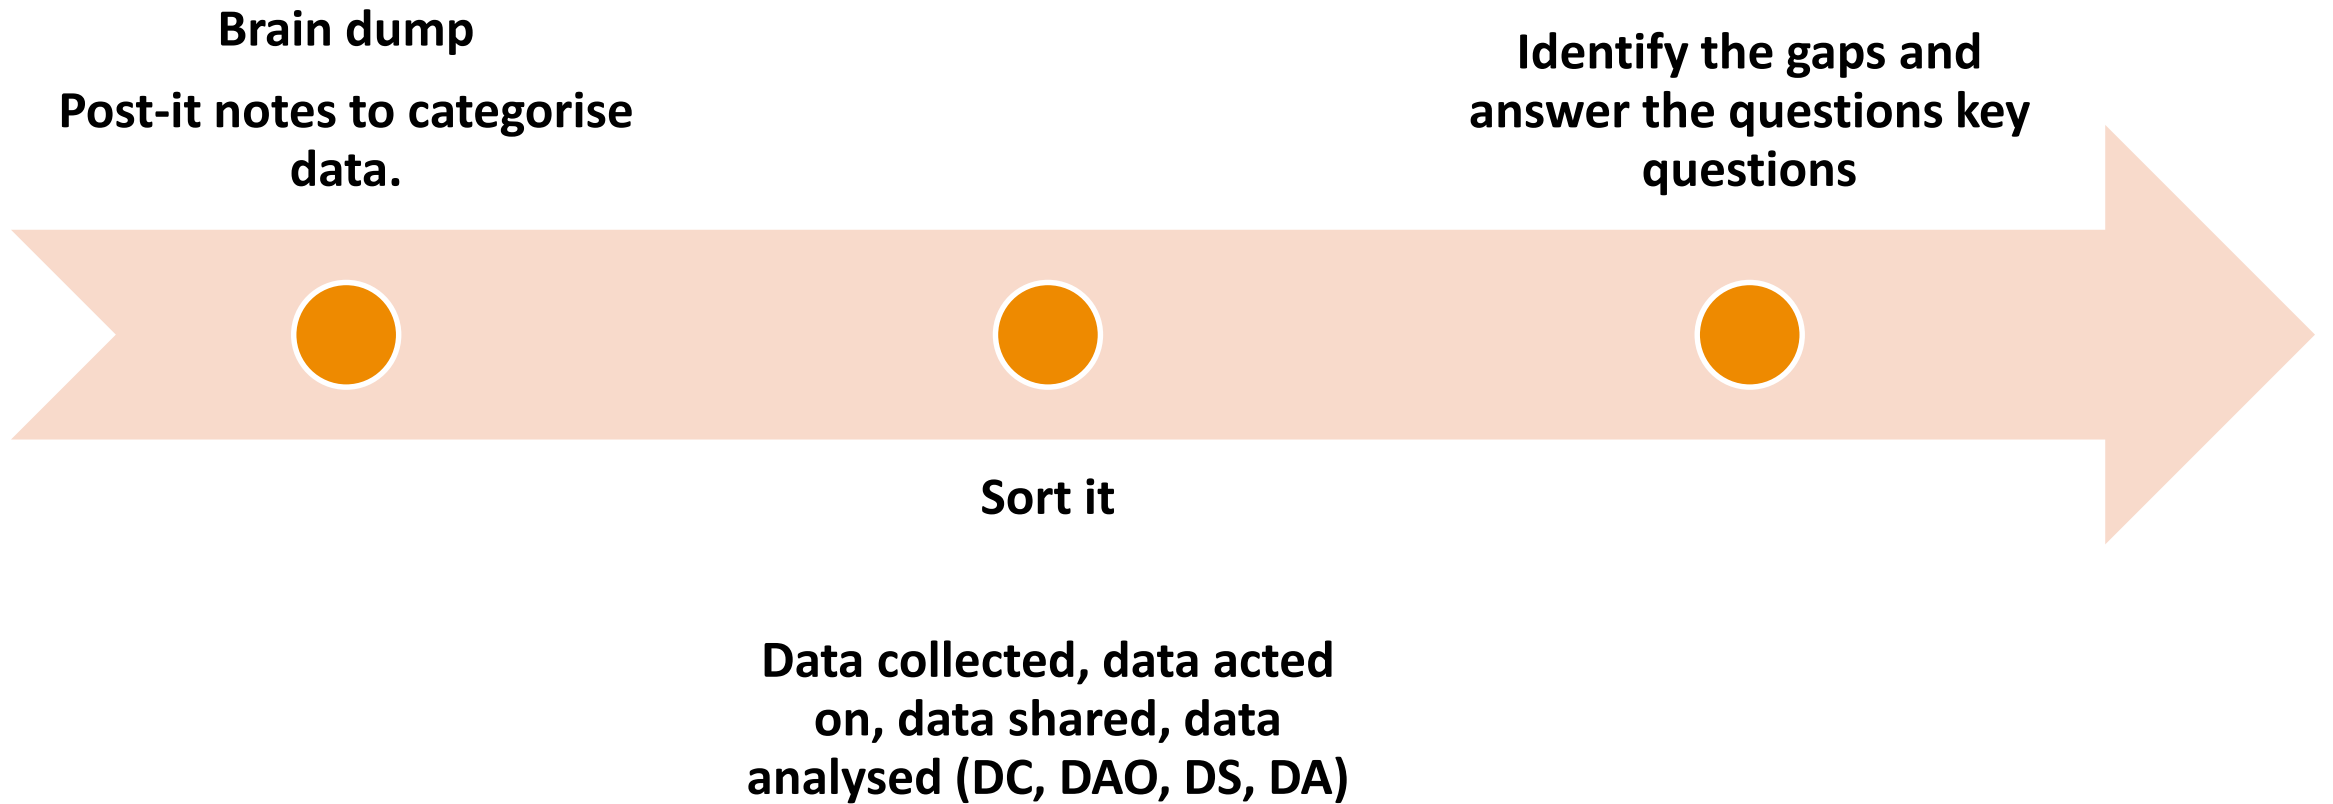 Brain dump
Post-it notes to categorise
data.
Sort it
Data collected, data acted
on, data shared, data
analysed (DC, DAO, DS, DA)
Identify the gaps and
answer the questions key
questions